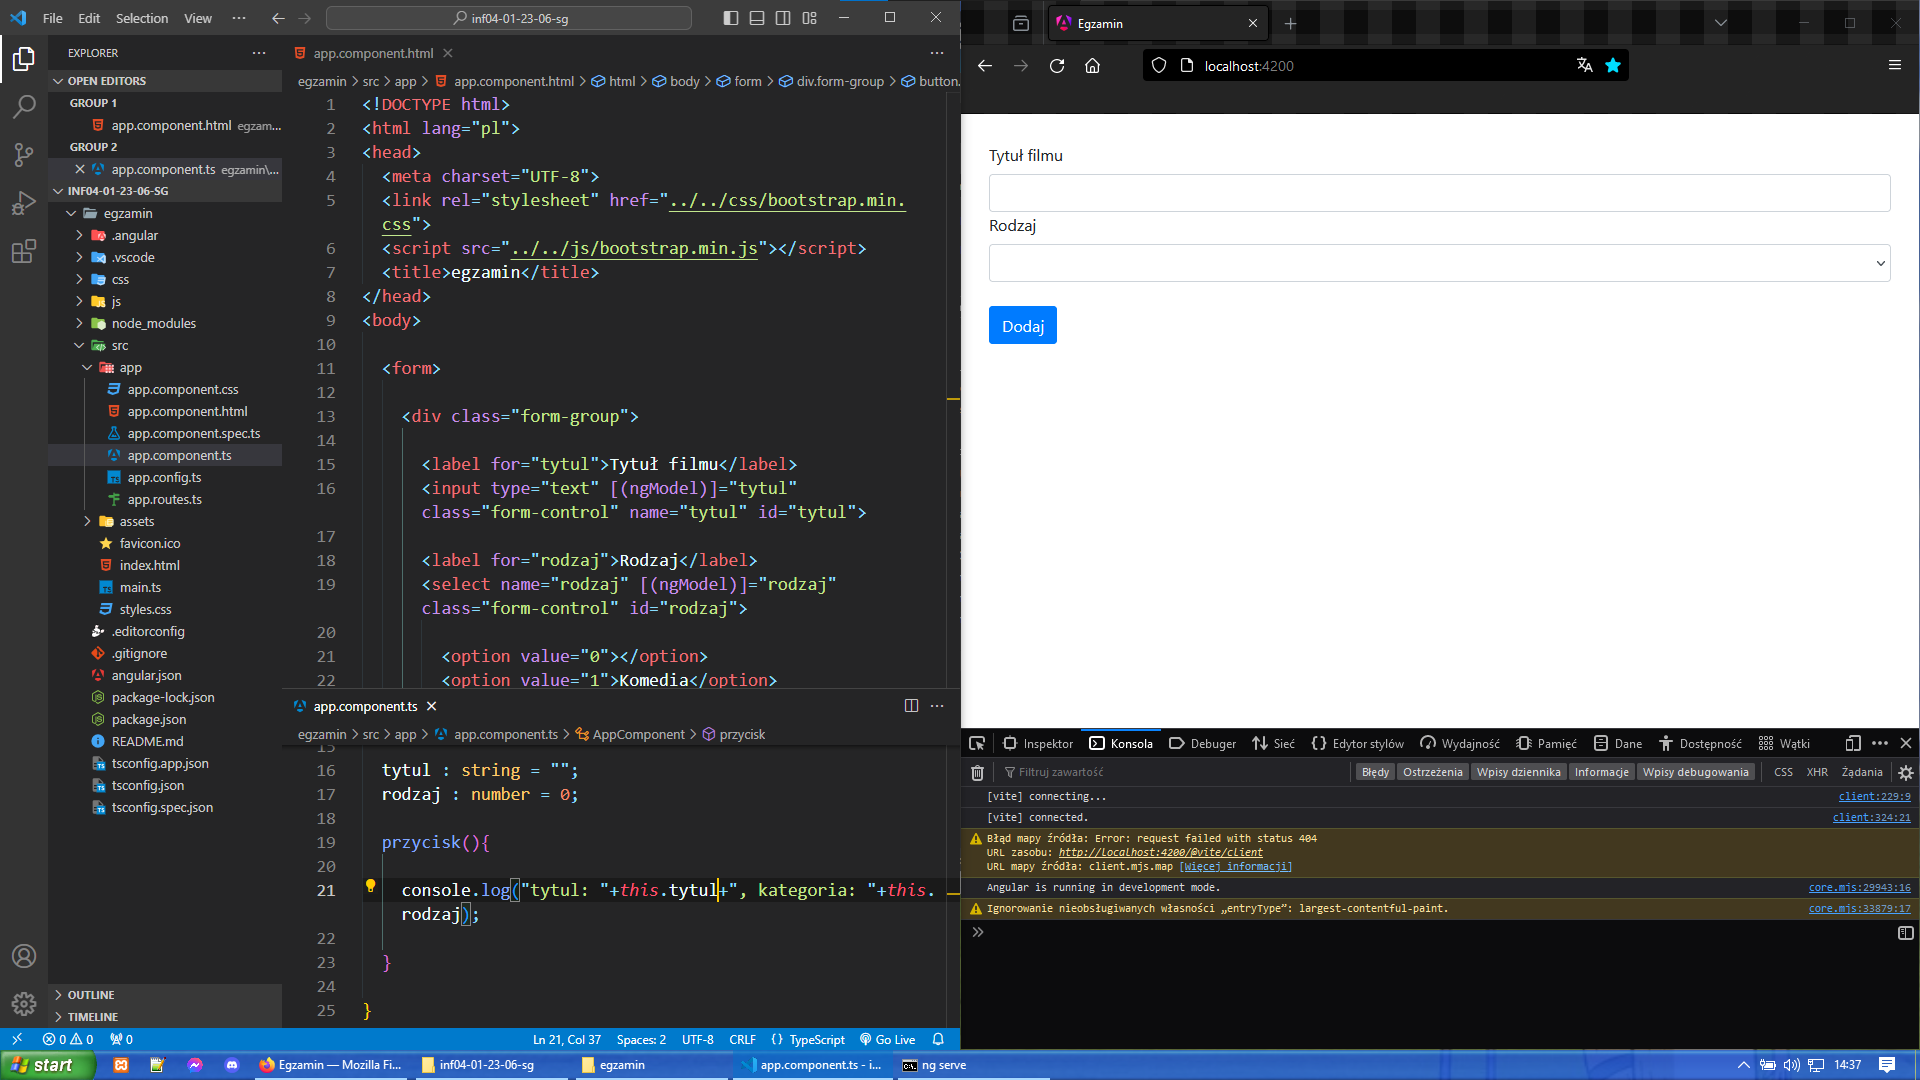 File Edit Selection View ··· inf04-01-23-06-sg
EXPLORER
OPEN EDITORS
GROUP 1
app.component.html egzam...
GROUP 2
app.component.ts egzamin\...
INF04-01-23-06-SG
egzamin
.angular
.vscode
css
js
node_modules
src
app
app.component.css
app.component.html
app.component.spec.ts
app.component.ts
app.config.ts
app.routes.ts
assets
favicon.ico
index.html
main.ts
styles.css
.editorconfig
.gitignore
angular.json
package-lock.json
package.json
README.md
tsconfig.app.json
tsconfig.json
tsconfig.spec.json
OUTLINE
TIMELINE
app.component.html
egzamin > src > app > app.component.html > html > body > form > div.form-group > button.
1 <!DOCTYPE html>
2 <html lang="pl">
3 <head>
4 <meta charset="UTF-8">
5 <link rel="stylesheet" href="../../css/bootstrap.min.
css">
6 <script src="../../js/bootstrap.min.js"></script>
7 <title>egzamin</title>
8 </head>
9 <body>
10
11 <form>
12
13 <div class="form-group">
14
15 <label for="tytul">Tytuł filmu</label>
16 <input type="text" [(ngModel)]="tytul"
class="form-control" name="tytul" id="tytul">
17
18 <label for="rodzaj">Rodzaj</label>
19 <select name="rodzaj" [(ngModel)]="rodzaj"
class="form-control" id="rodzaj">
20
21 <option value="0"></option>
22 <option value="1">Komedia</option>
app.component.ts
egzamin > src > app > app.component.ts > AppComponent > przycisk
15
16 tytul : string = "";
17 rodzaj : number = 0;
18
19 przycisk(){
20
21 console.log("tytul: "+this.tytul+", kategoria: "+this.
rodzaj);
22
23 }
24
25 }
0 0 0 Ln 21, Col 37 Spaces: 2 UTF-8 CRLF {} TypeScript Go Live
Egzamin
localhost:4200
Tytuł filmu
Rodzaj
Dodaj
Inspektor Konsola Debuger Sieć Edytor stylów Wydajność Pamięć Dane Dostępność Wątki
Filtruj zawartość Błędy Ostrzeżenia Wpisy dziennika Informacje Wpisy debugowania CSS XHR Żądania
[vite] connecting... client:229:9
[vite] connected. client:324:21
Błąd mapy źródła: Error: request failed with status 404
URL zasobu: http://localhost:4200/@vite/client
URL mapy źródła: client.mjs.map [Więcej informacji]
Angular is running in development mode. core.mjs:29943:16
Ignorowanie nieobsługiwanych własności „entryType”: largest-contentful-paint. core.mjs:33879:17
start Egzamin — Mozilla Fi... inf04-01-23-06-sg egzamin app.component.ts - i... ng serve 14:37